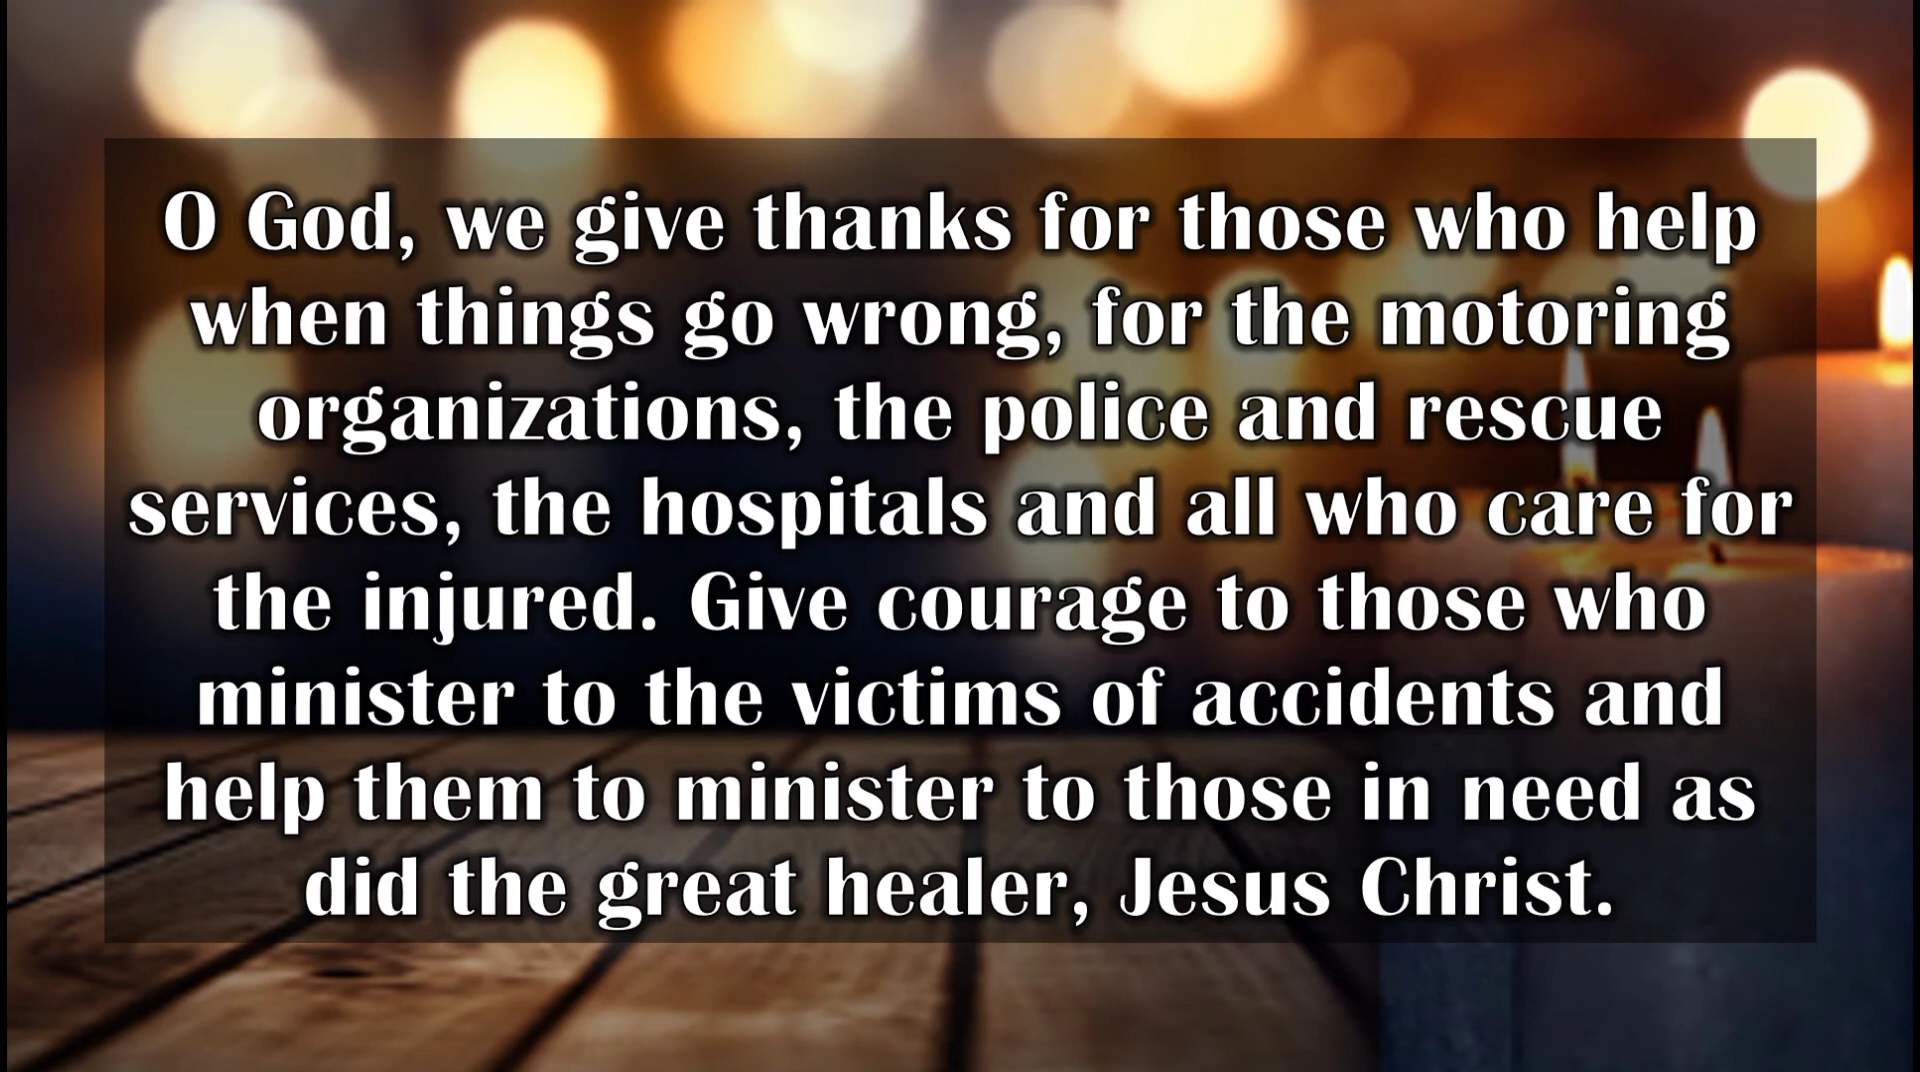 O God, we give thanks for those who help
when things go wrong, for the motoring
organizations, the police and rescue
services, the hospitals and all who care for
the injured. Give courage to those who
minister to the victims of accidents and
help them to minister to those in need as
did the great healer, Jesus Christ.